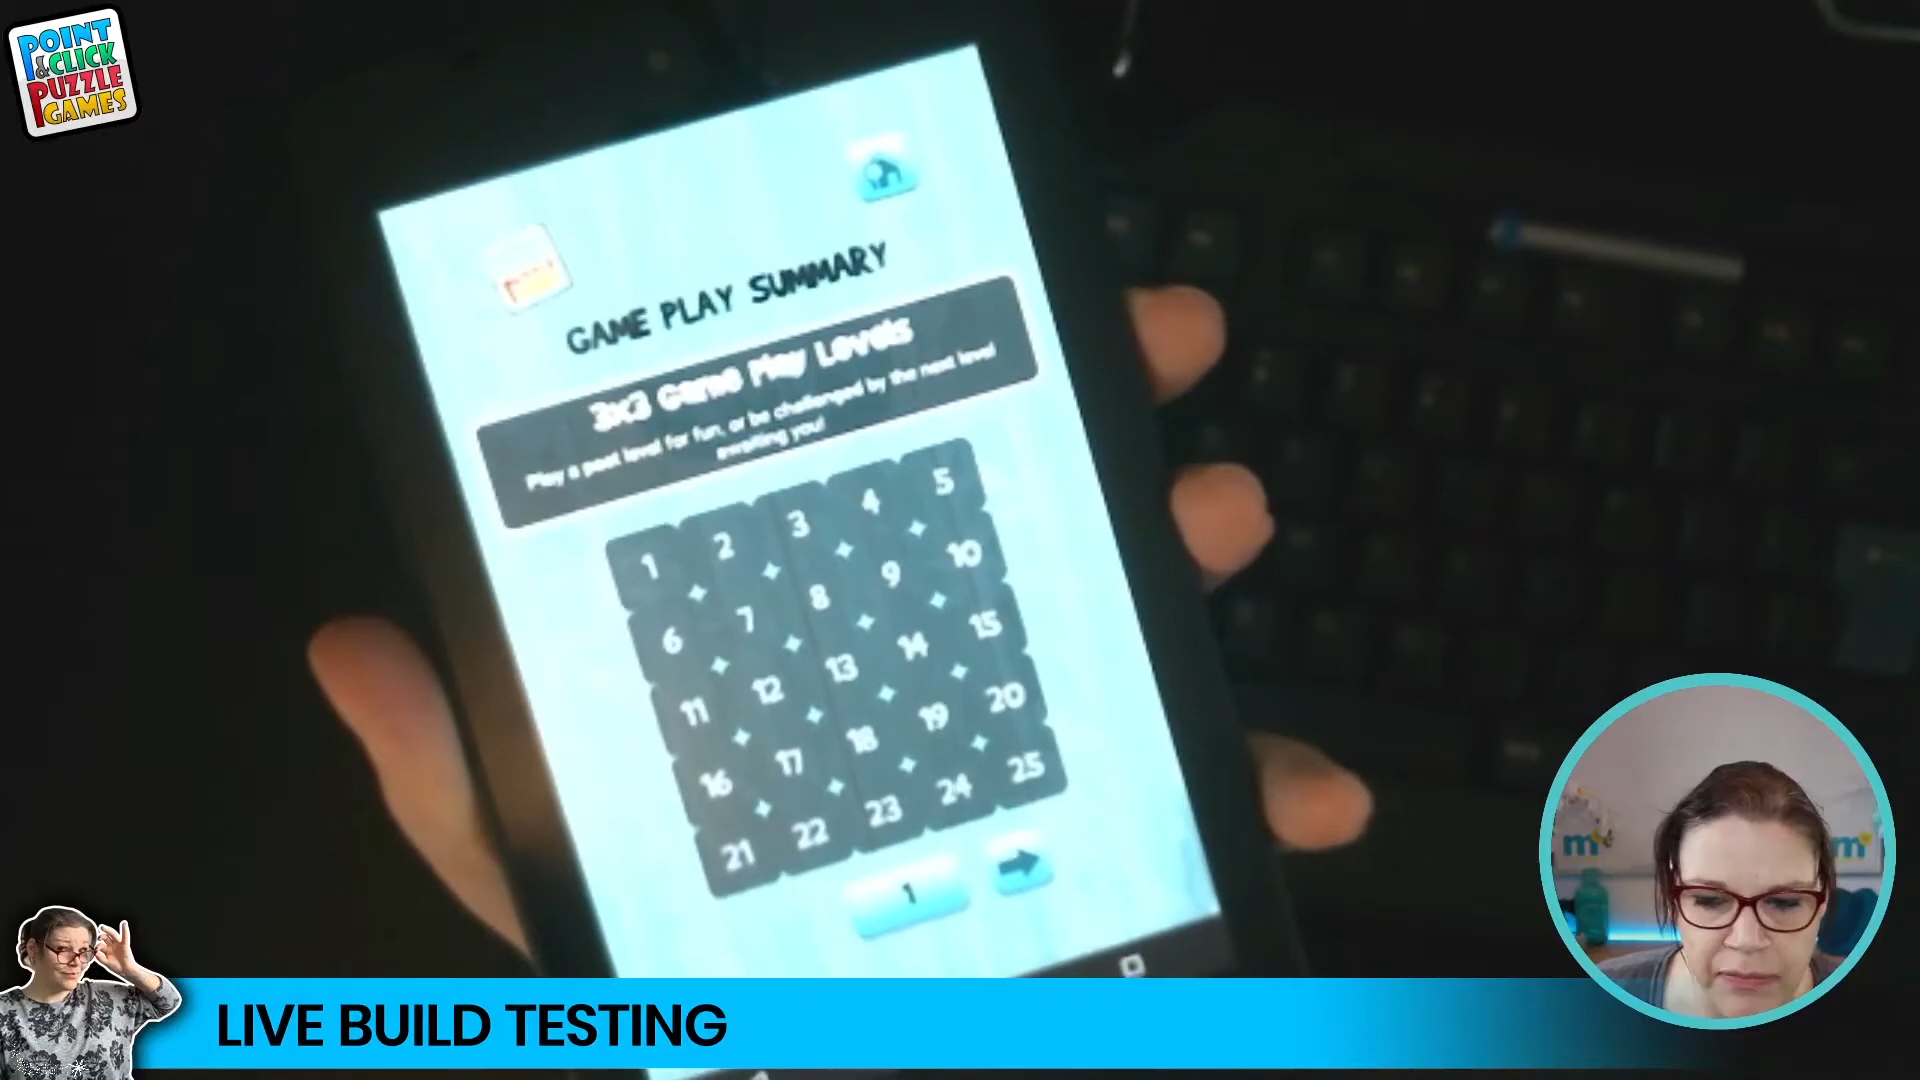 POINT
&CLICK
PUZZLE
GAMES
GAME PLAY SUMMARY
3x3 Game Play Levels
Play a past level for fun, or be challenged by the next level
awaiting you!
1 2 3 4 5
6 7 8 9 10
11 12 13 14 15
16 17 18 19 20
21 22 23 24 25
1
m
m
LIVE BUILD TESTING